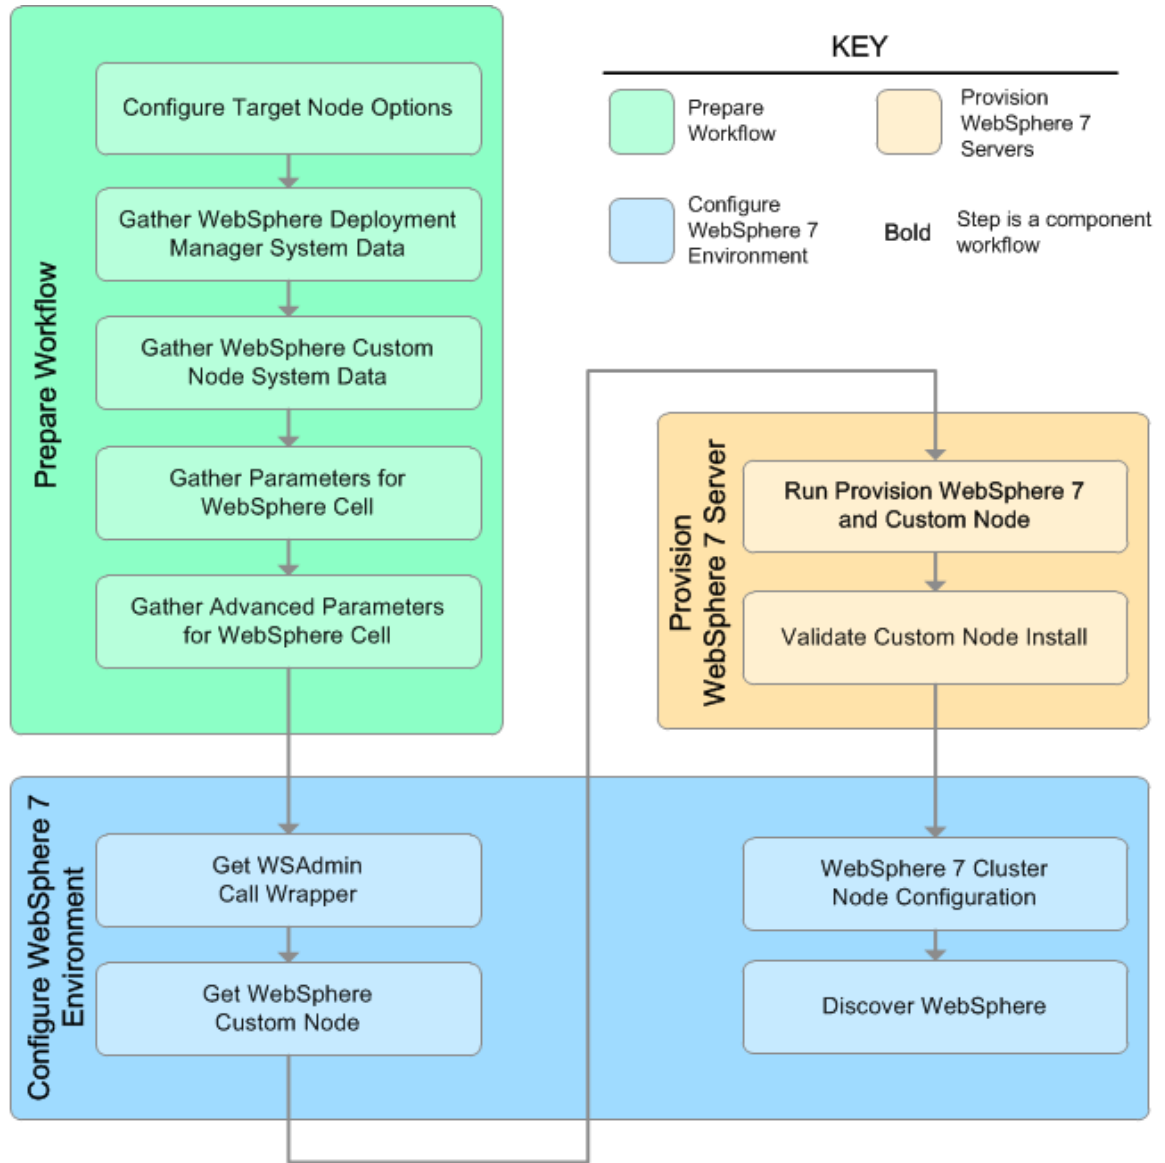 Prepare Workflow
Configure Target Node Options
Gather WebSphere Deployment
Manager System Data
Gather WebSphere Custom
Node System Data
Gather Parameters for
WebSphere Cell
Gather Advanced Parameters
for WebSphere Cell
KEY
Prepare
Workflow
Provision
WebSphere 7
Servers
Configure
WebSphere 7
Environment
Bold
Step is a component
workflow
Provision
WebSphere 7 Server
Run Provision WebSphere 7
and Custom Node
Validate Custom Node Install
Configure WebSphere 7
Environment
Get WSAdmin
Call Wrapper
Get WebSphere
Custom Node
WebSphere 7 Cluster
Node Configuration
Discover WebSphere